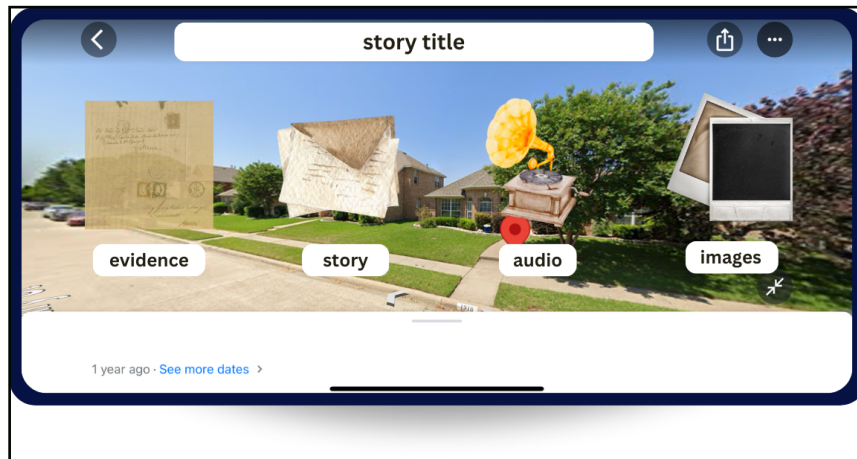 story title
evidence
story
audio
images
1 year ago · See more dates >